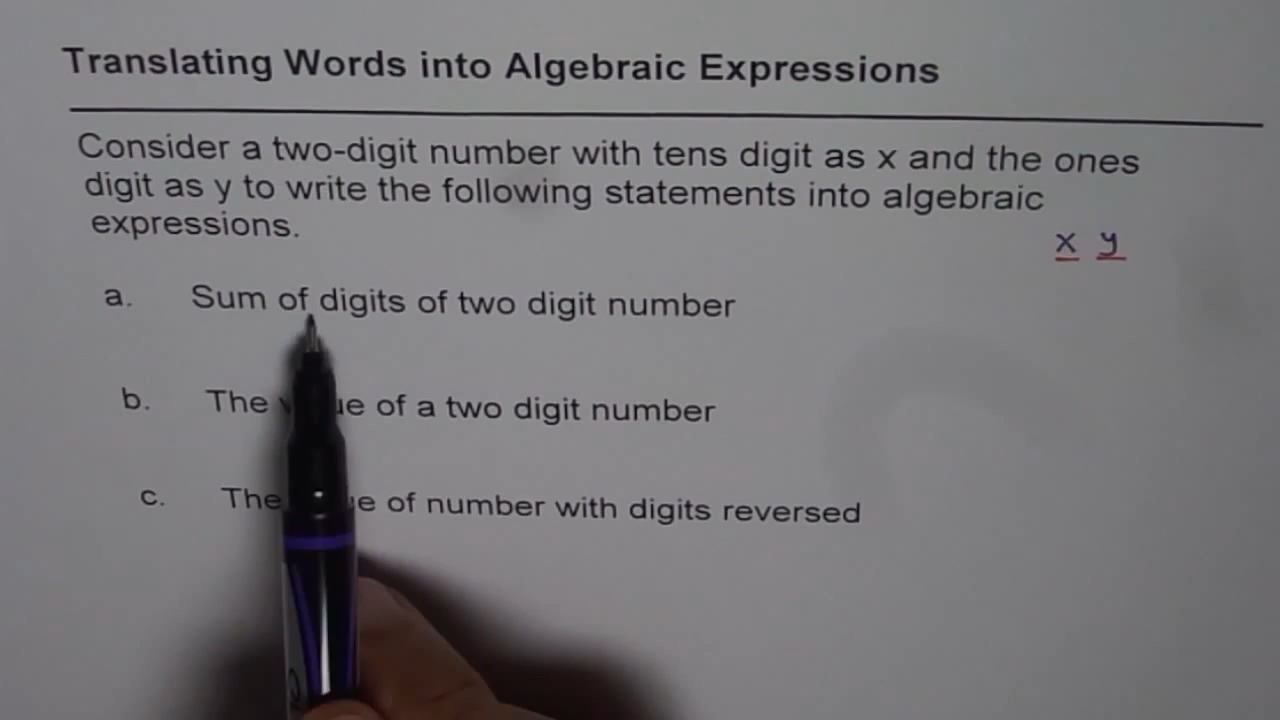 Translating Words into Algebraic Expressions
Consider a two-digit number with tens digit as x and the ones
digit as y to write the following statements into algebraic
expressions.
x y
a. Sum of digits of two digit number
b. The of a two digit number
c. The of number with digits reversed